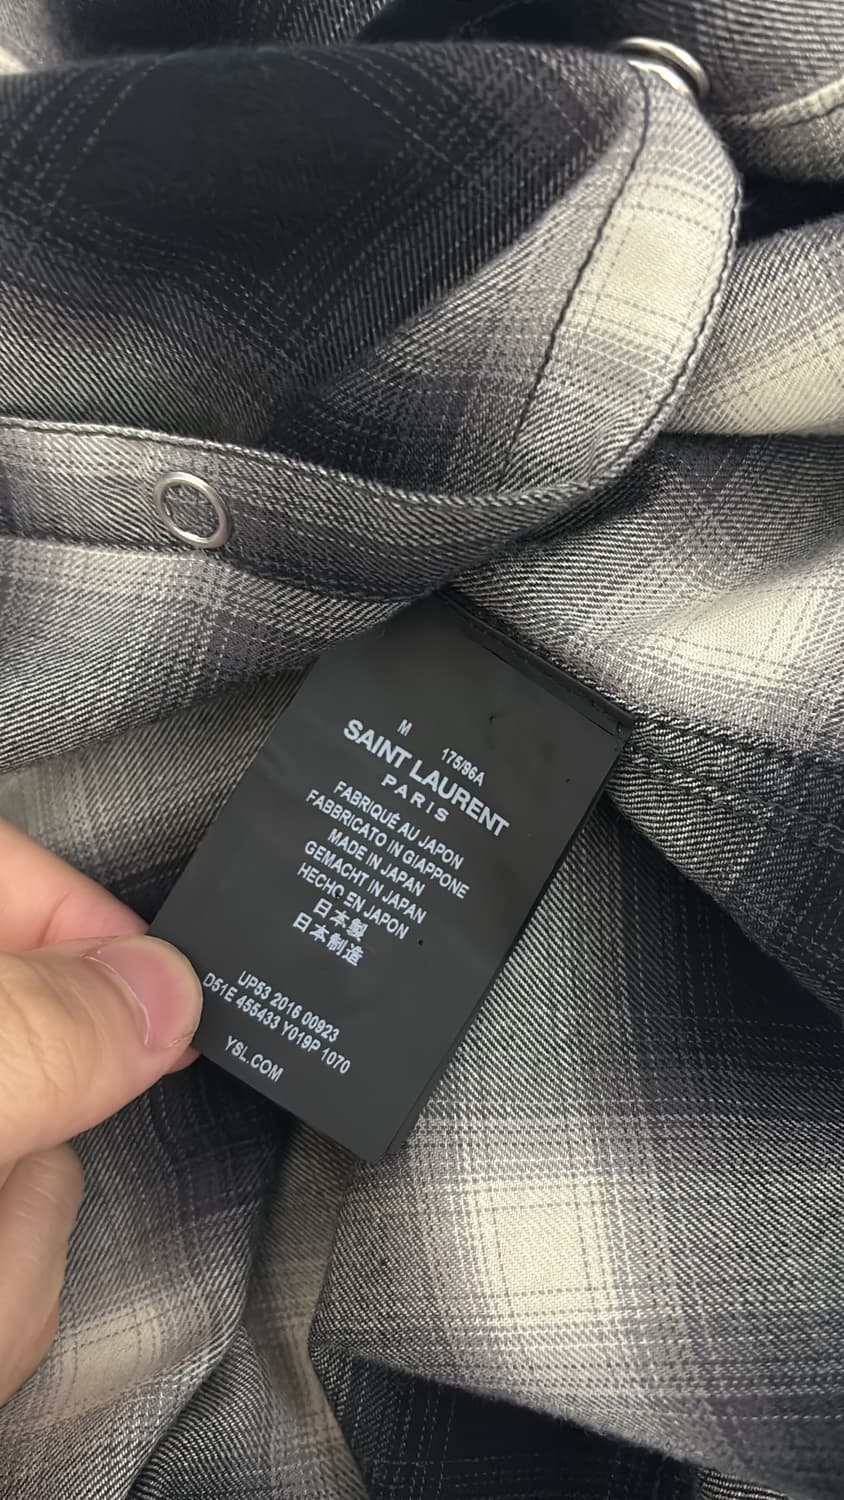 M 175/96A
SAINT LAURENT
PARIS
FABRIQUÉ AU JAPON
FABBRICATO IN GIAPPONE
MADE IN JAPAN
GEMACHT IN JAPAN
HECHO EN JAPON
日本製
日本制造
UP53 2016 00923
D51E 455433 Y019P 1070
YSL.COM